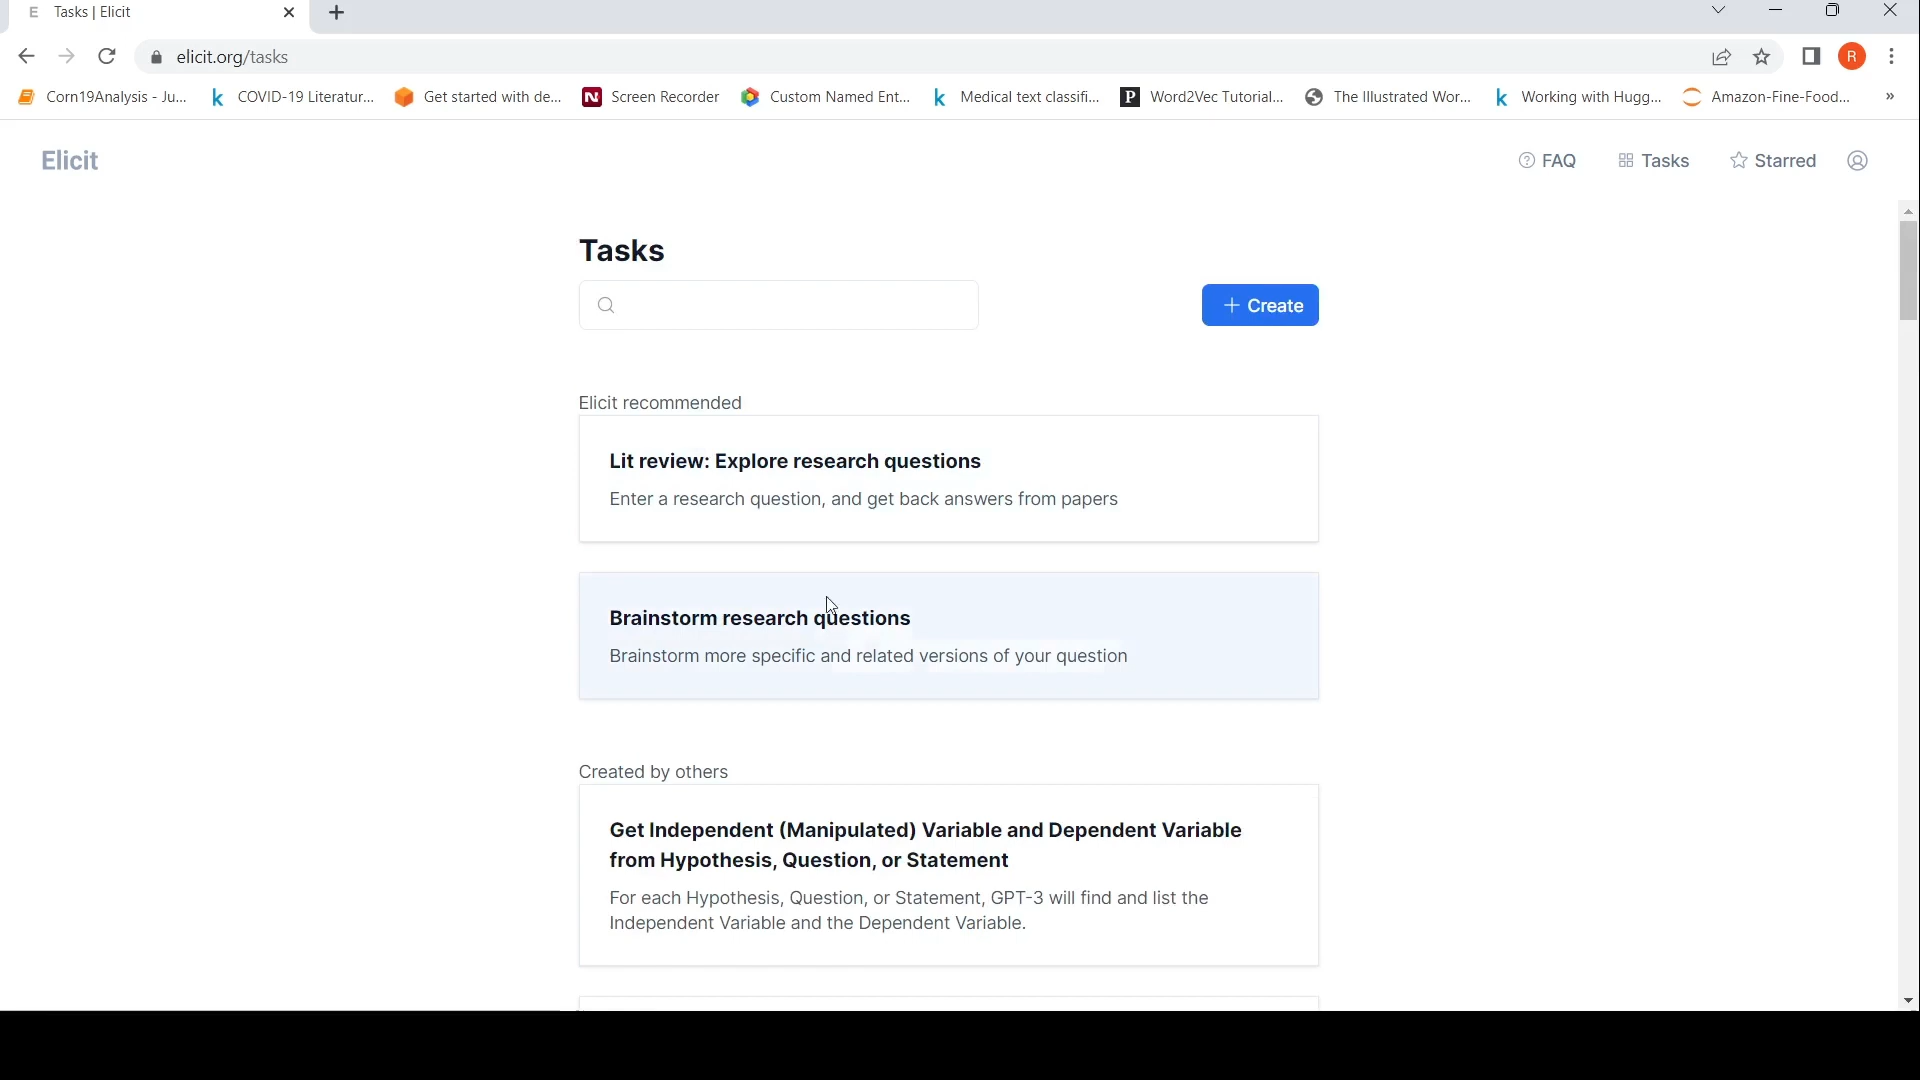 E Tasks | Elicit
elicit.org/tasks
R
Corn19Analysis - Ju...
COVID-19 Literatur...
Get started with de...
Screen Recorder
Custom Named Ent...
Medical text classifi...
Word2Vec Tutorial...
The Illustrated Wor...
Working with Hugg...
Amazon-Fine-Food...
»
Elicit
FAQ
Tasks
Starred
Tasks
+ Create
Elicit recommended
Lit review: Explore research questions
Enter a research question, and get back answers from papers
Brainstorm research questions
Brainstorm more specific and related versions of your question
Created by others
Get Independent (Manipulated) Variable and Dependent Variable
from Hypothesis, Question, or Statement
For each Hypothesis, Question, or Statement, GPT-3 will find and list the
Independent Variable and the Dependent Variable.